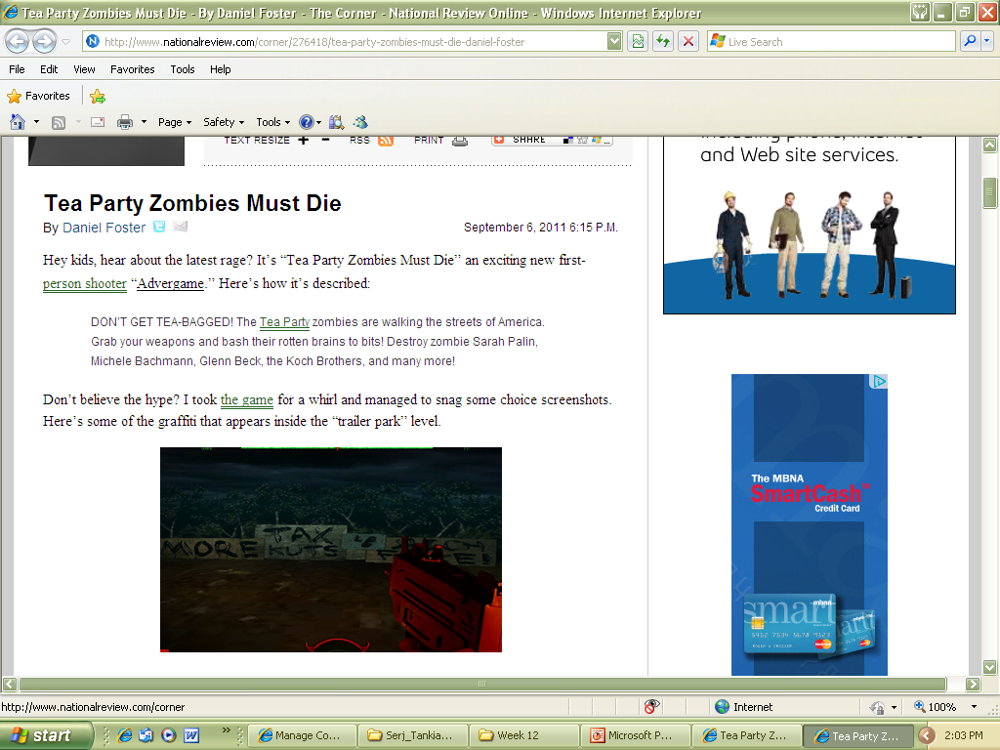 Tea Party Zombies Must Die - By Daniel Foster - The Corner - National Review Online - Windows Internet Explorer
http://www.nationalreview.com/corner/276418/tea-party-zombies-must-die-daniel-foster
Live Search
File Edit View Favorites Tools Help
Favorites
Page Safety Tools
TEXT RESIZE + - RSS PRINT SHARE
and Web site services.
Tea Party Zombies Must Die
By Daniel Foster
September 6, 2011 6:15 P.M.
Hey kids, hear about the latest rage? It's “Tea Party Zombies Must Die” an exciting new first-
person shooter “Advergame.” Here's how it's described:
DON'T GET TEA-BAGGED! The Tea Party zombies are walking the streets of America.
Grab your weapons and bash their rotten brains to bits! Destroy zombie Sarah Palin,
Michele Bachmann, Glenn Beck, the Koch Brothers, and many more!
Don't believe the hype? I took the game for a whirl and managed to snag some choice screenshots.
Here's some of the graffiti that appears inside the “trailer park” level.
MORE TAX
KUTS
The MBNA
SmartCash™
Credit Card
smart
mbna
5412 7534 5670 9123
MasterCard
http://www.nationalreview.com/corner
Internet
100%
start
Manage Co...
Serj_Tankia...
Week 12
Microsoft P...
Tea Party Z...
Tea Party Z...
2:03 PM